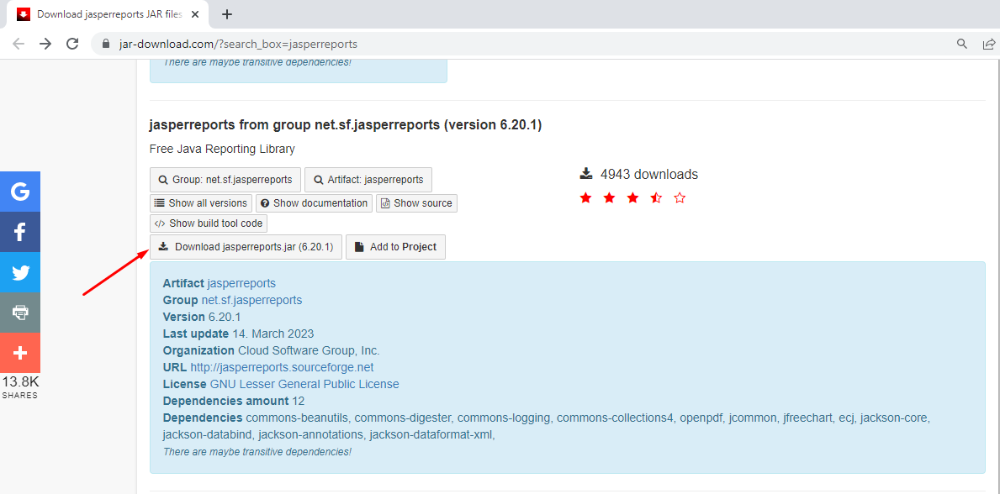 Download jasperreports JAR files
jar-download.com/?search_box=jasperreports
There are maybe transitive dependencies!
jasperreports from group net.sf.jasperreports (version 6.20.1)
Free Java Reporting Library
Group: net.sf.jasperreports Artifact: jasperreports
4943 downloads
Show all versions Show documentation Show source
Show build tool code
Download jasperreports.jar (6.20.1) Add to Project
Artifact jasperreports
Group net.sf.jasperreports
Version 6.20.1
Last update 14. March 2023
Organization Cloud Software Group, Inc.
URL http://jasperreports.sourceforge.net
License GNU Lesser General Public License
Dependencies amount 12
Dependencies commons-beanutils, commons-digester, commons-logging, commons-collections4, openpdf, jcommon, jfreechart, ecj, jackson-core,
jackson-databind, jackson-annotations, jackson-dataformat-xml,
There are maybe transitive dependencies!
G
f
13.8K
SHARES